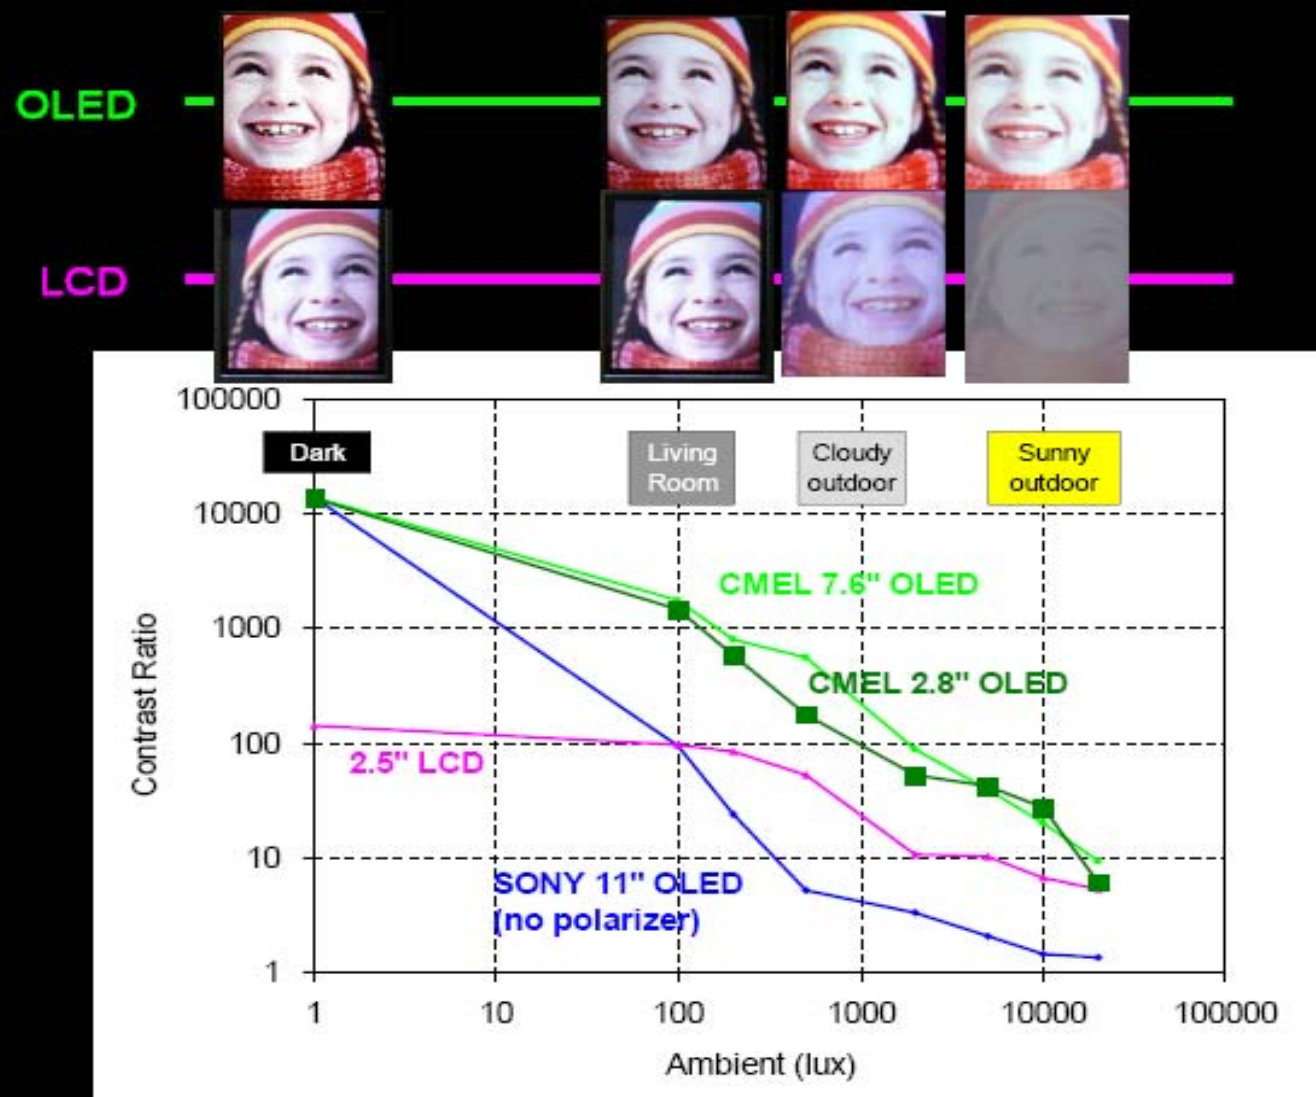 OLED
LCD
100000
10000
1000
100
10
1
Contrast Ratio
Dark
Living
Room
Cloudy
outdoor
Sunny
outdoor
CMEL 7.6" OLED
CMEL 2.8" OLED
2.5" LCD
SONY 11" OLED
(no polarizer)
1
10
100
1000
10000
100000
Ambient (lux)